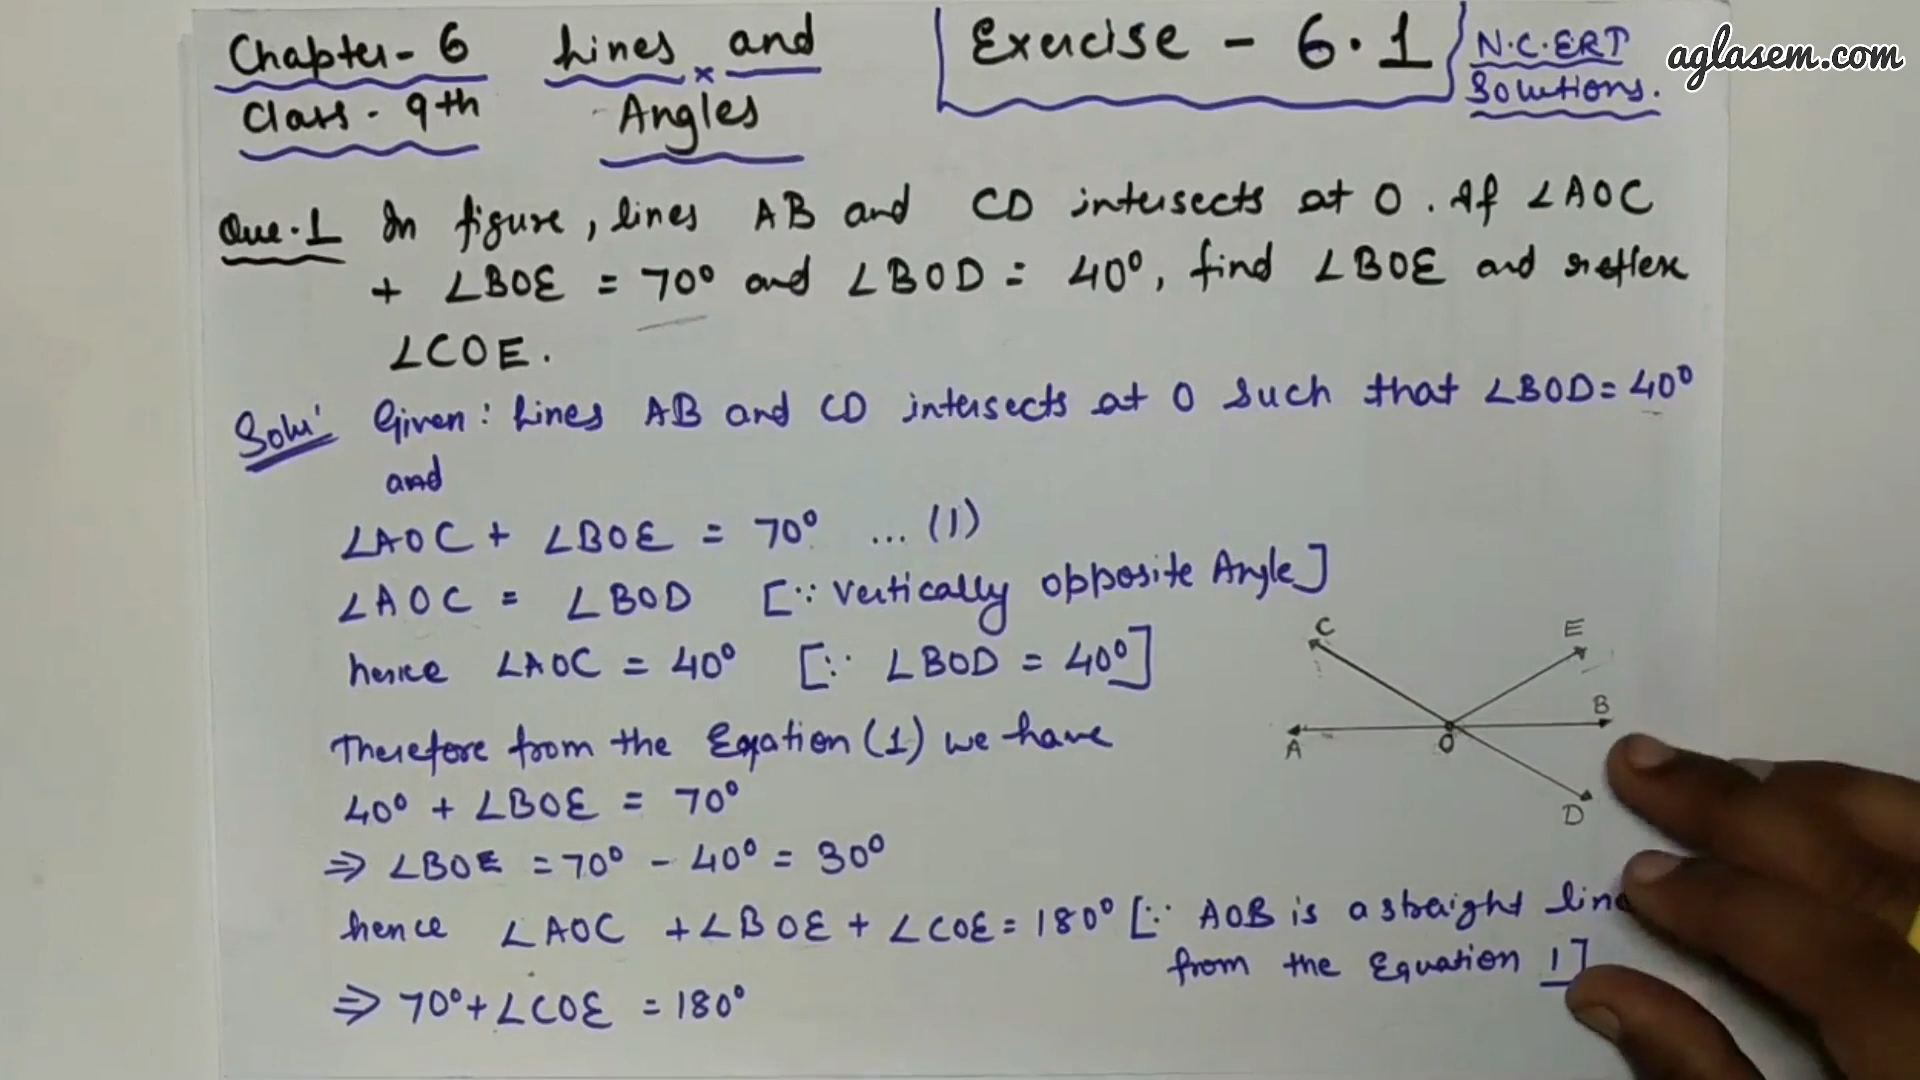 Chapter- 6 Lines and Exercise - 6.1 N.C.ERT
Class- 9th Angles Solutions.
aglasem.com
Que.1 In figure, lines AB and CD intersects at O. If ∠AOC
+ ∠BOE = 70° and ∠BOD = 40°, find ∠BOE and reflex
∠COE.
Given: Lines AB and CD intersects at O such that ∠BOD = 40°
and
∠AOC + ∠BOE = 70° ... (1)
∠AOC = ∠BOD [∵ Vertically opposite Angle]
hence ∠AOC = 40° [∵ ∠BOD = 40°]
Therefore from the Eqation (1) we have
40° + ∠BOE = 70°
⇒ ∠BOE = 70° - 40° = 30°
hence ∠AOC + ∠BOE + ∠COE = 180° [∵ AOB is a straight line
from the Equation 1]
⇒ 70° + ∠COE = 180°
C E
A O B
D